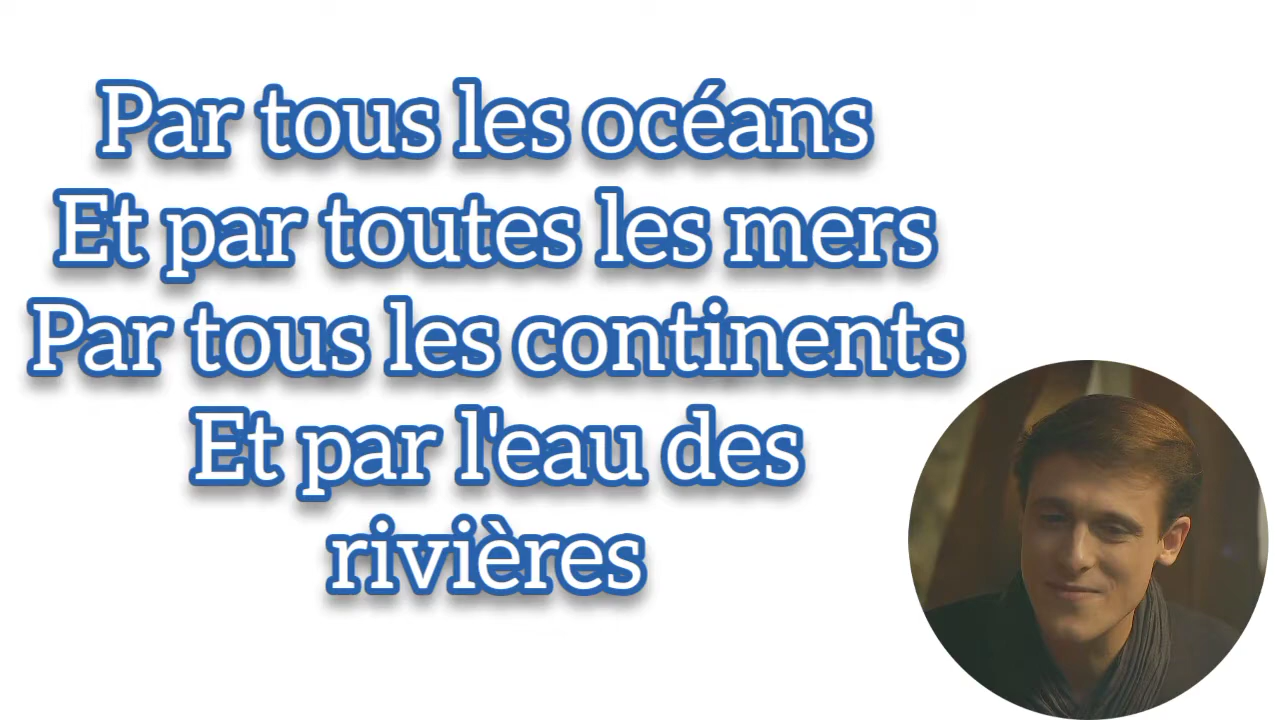 Par tous les océans
Et par toutes les mers
Par tous les continents
Et par l'eau des
rivières